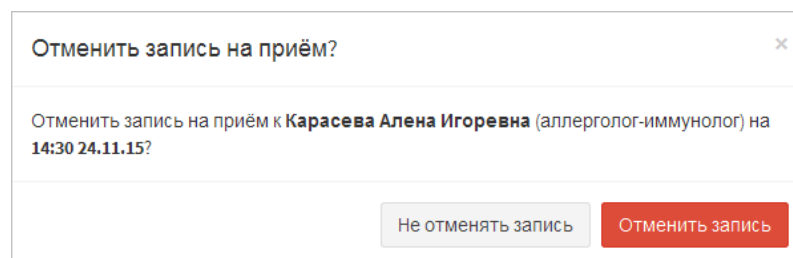 Отменить запись на приём?
×
Отменить запись на приём к Карасева Алена Игоревна (аллерголог-иммунолог) на
14:30 24.11.15?
Не отменять запись
Отменить запись